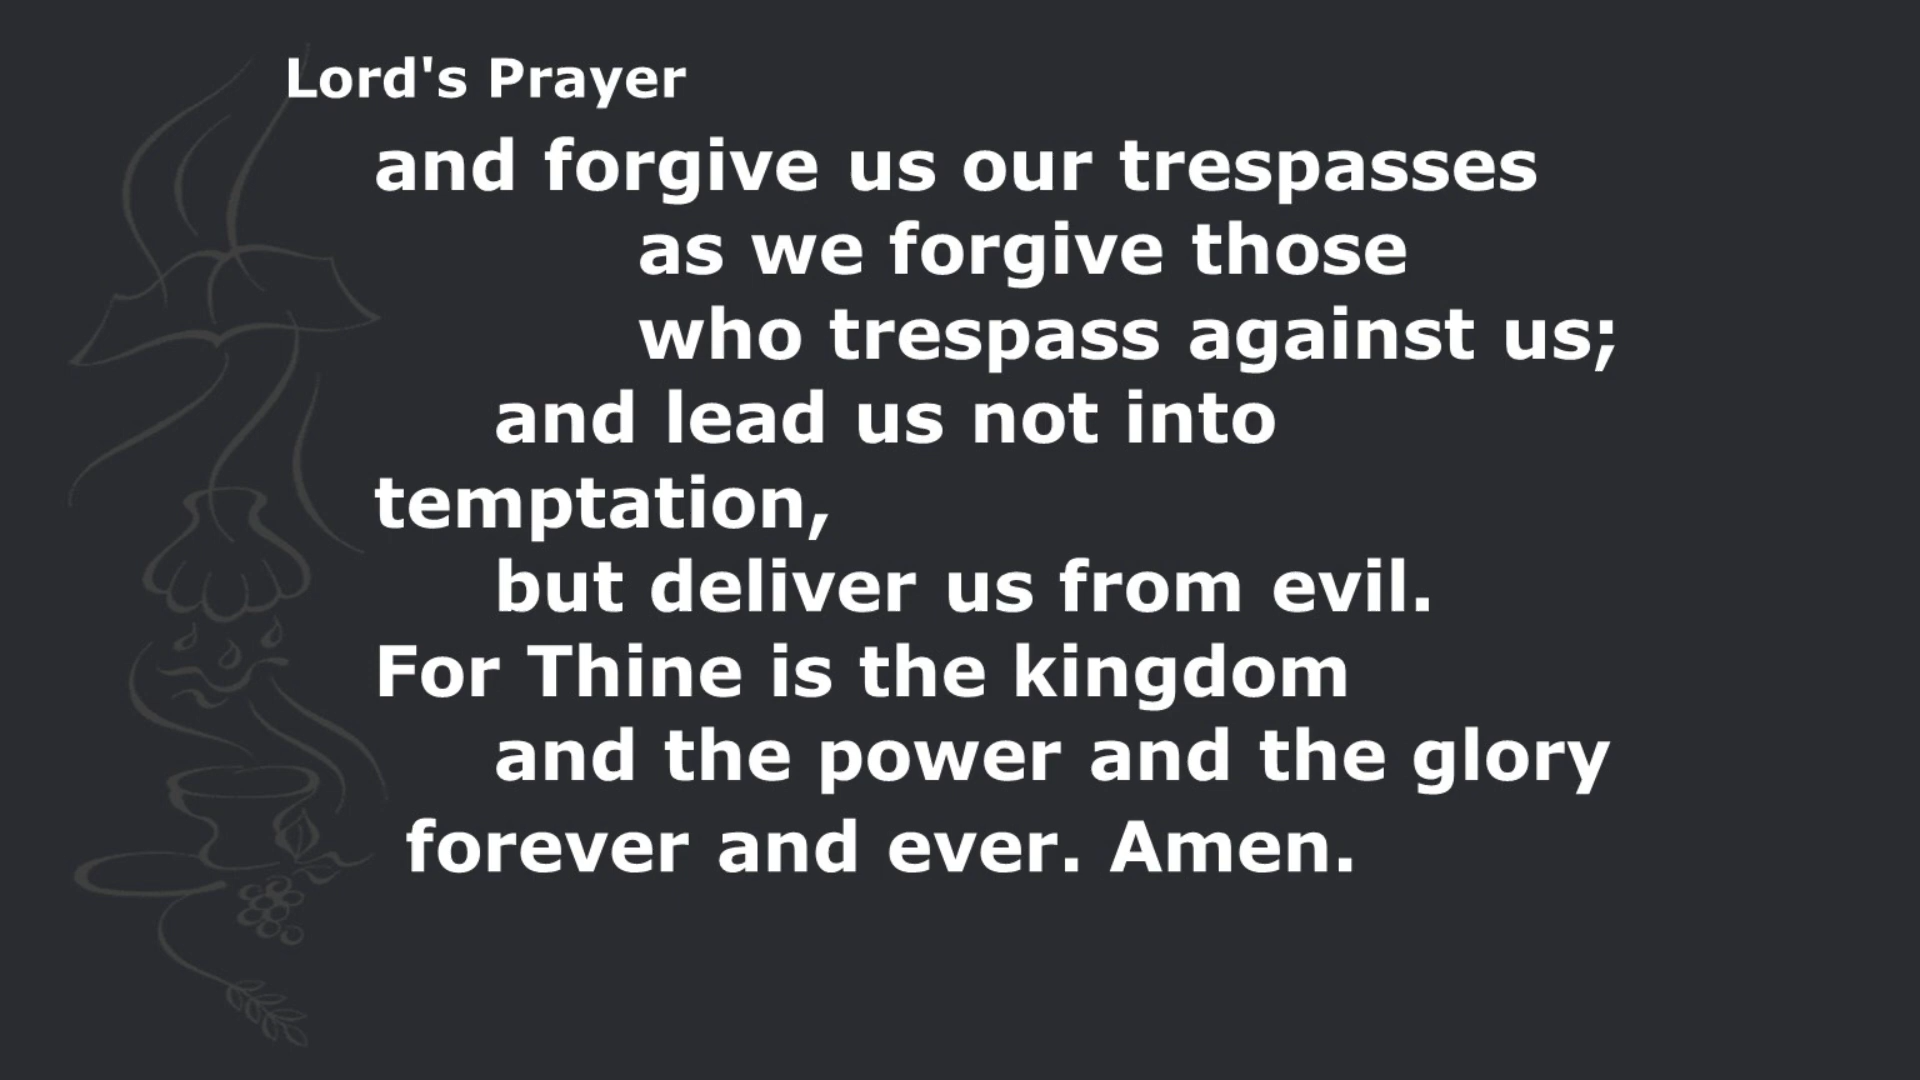 Lord's Prayer
and forgive us our trespasses
as we forgive those
who trespass against us;
and lead us not into
temptation,
but deliver us from evil.
For Thine is the kingdom
and the power and the glory
forever and ever. Amen.